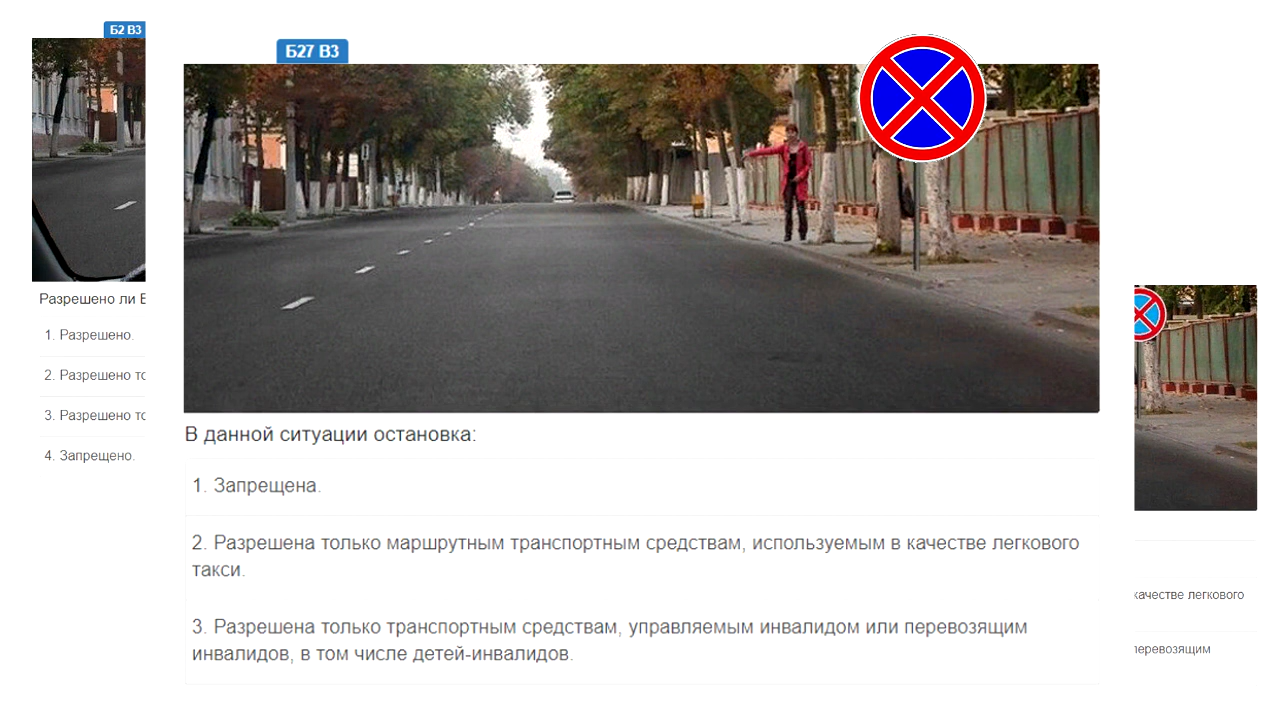 Б2 В3
Разрешено ли
1. Разрешено.
2. Разрешено
3. Разрешено
4. Запрещено.
Б27 В3
В данной ситуации остановка:
1. Запрещена.
2. Разрешена только маршрутным транспортным средствам, используемым в качестве легкового
такси.
3. Разрешена только транспортным средствам, управляемым инвалидом или перевозящим
инвалидов, в том числе детей-инвалидов.
качестве легкового
перевозящим